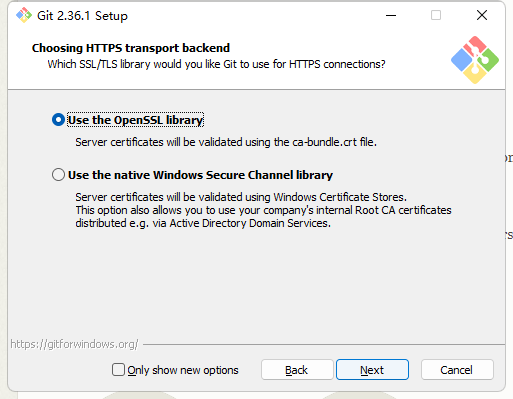 Git 2.36.1 Setup
Choosing HTTPS transport backend
Which SSL/TLS library would you like Git to use for HTTPS connections?
Use the OpenSSL library
Server certificates will be validated using the ca-bundle.crt file.
Use the native Windows Secure Channel library
Server certificates will be validated using Windows Certificate Stores.
This option also allows you to use your company's internal Root CA certificates
distributed e.g. via Active Directory Domain Services.
https://gitforwindows.org/
Only show new options
Back
Next
Cancel